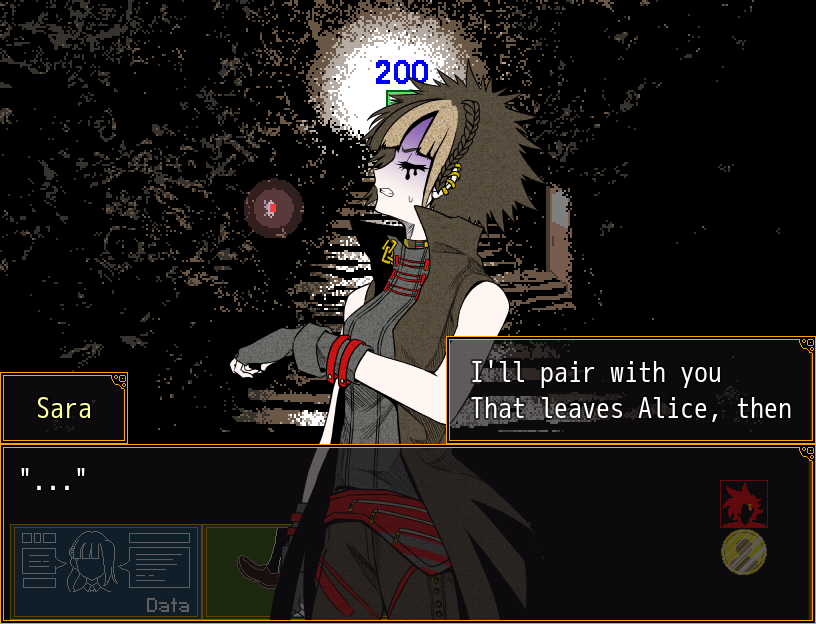 200
I'll pair with you
That leaves Alice, then
Sara
"..."
Data